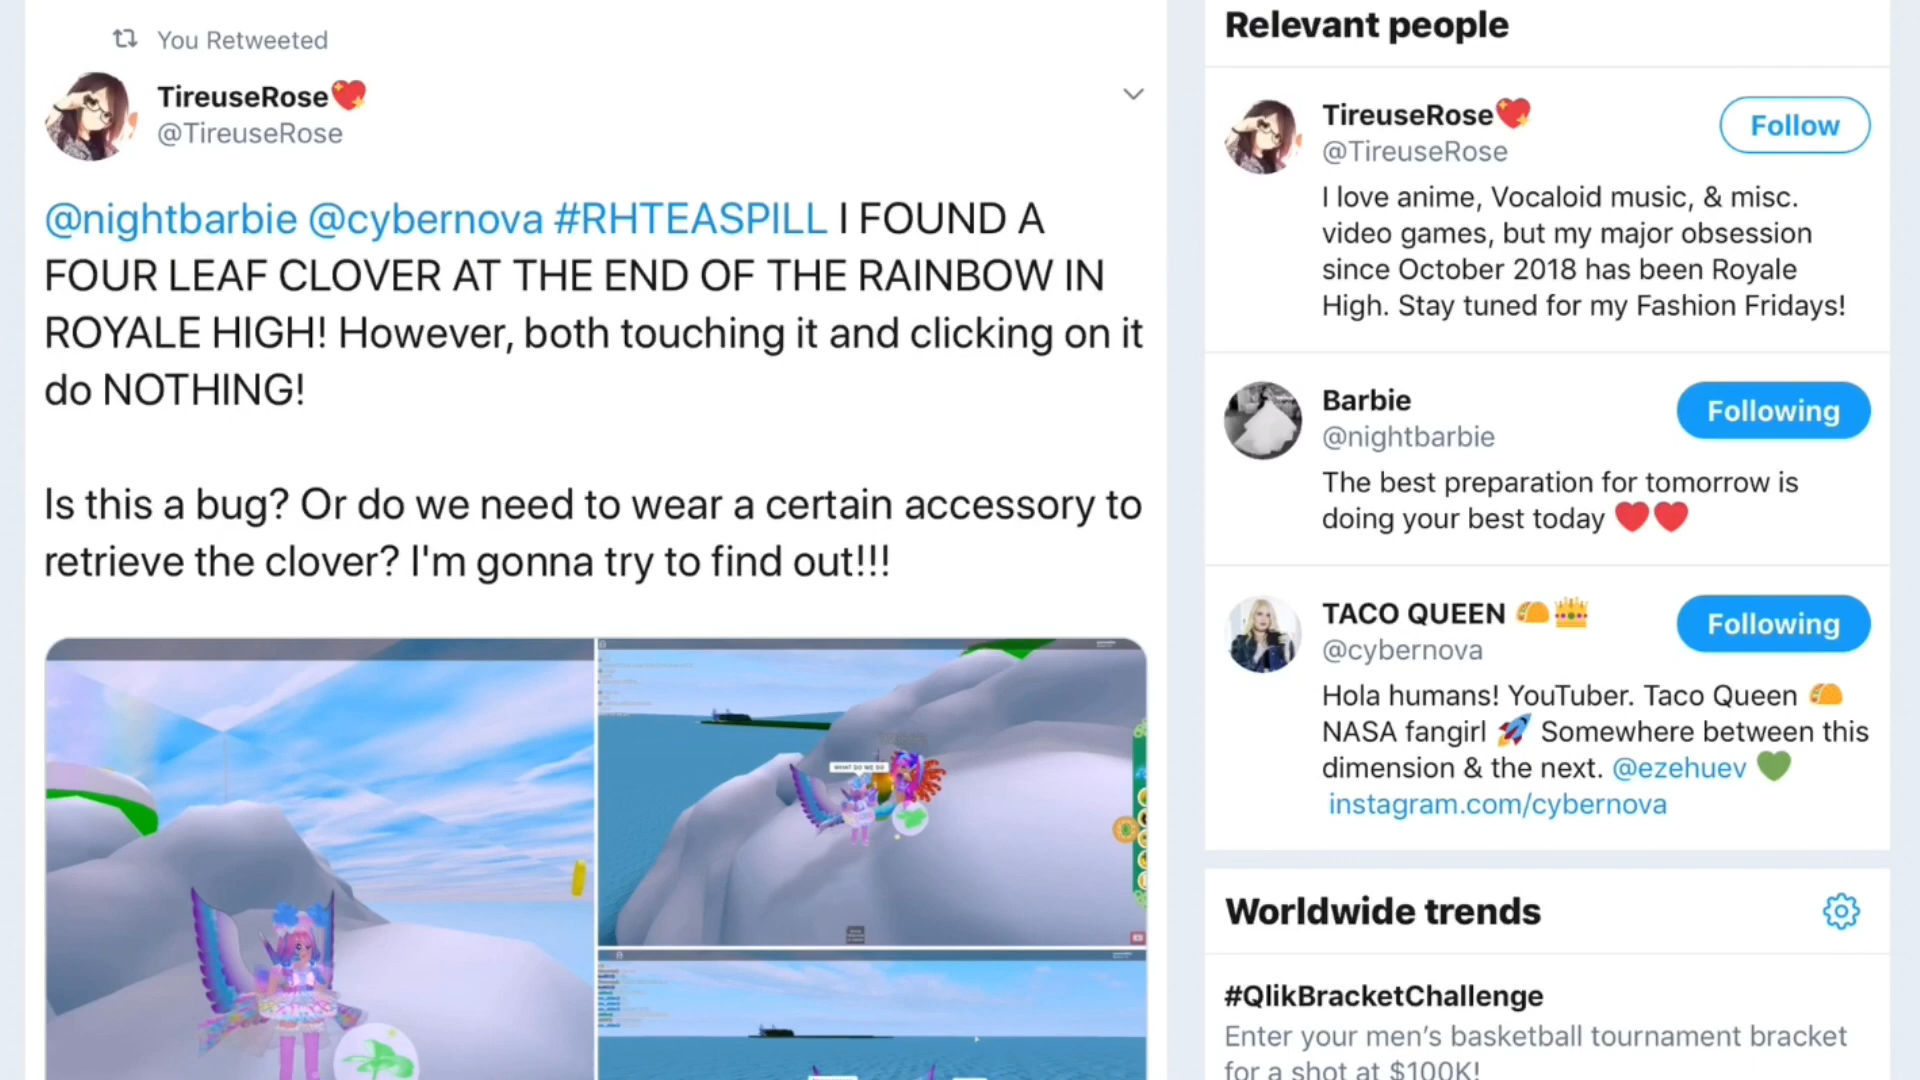 You Retweeted
TireuseRose💖
@TireuseRose
@nightbarbie @cybernova #RHTEASPILL I FOUND A
FOUR LEAF CLOVER AT THE END OF THE RAINBOW IN
ROYALE HIGH! However, both touching it and clicking on it
do NOTHING!
Is this a bug? Or do we need to wear a certain accessory to
retrieve the clover? I'm gonna try to find out!!!
WHAT DO WE DO
Relevant people
TireuseRose💖
@TireuseRose
Follow
I love anime, Vocaloid music, & misc.
video games, but my major obsession
since October 2018 has been Royale
High. Stay tuned for my Fashion Fridays!
Barbie
@nightbarbie
Following
The best preparation for tomorrow is
doing your best today ❤️❤️
TACO QUEEN 🌮👑
@cybernova
Following
Hola humans! YouTuber. Taco Queen 🌮
NASA fangirl 🚀 Somewhere between this
dimension & the next. @ezehuev 💚
instagram.com/cybernova
Worldwide trends
#QlikBracketChallenge
Enter your men's basketball tournament bracket
for a shot at $100K!